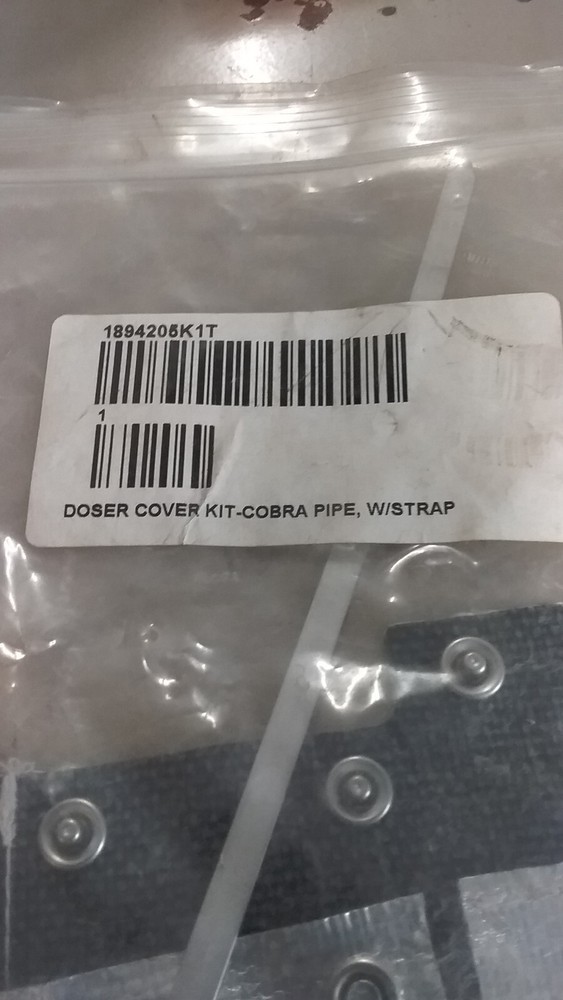 1894205K1T
1
DOSER COVER KIT-COBRA PIPE, W/STRAP